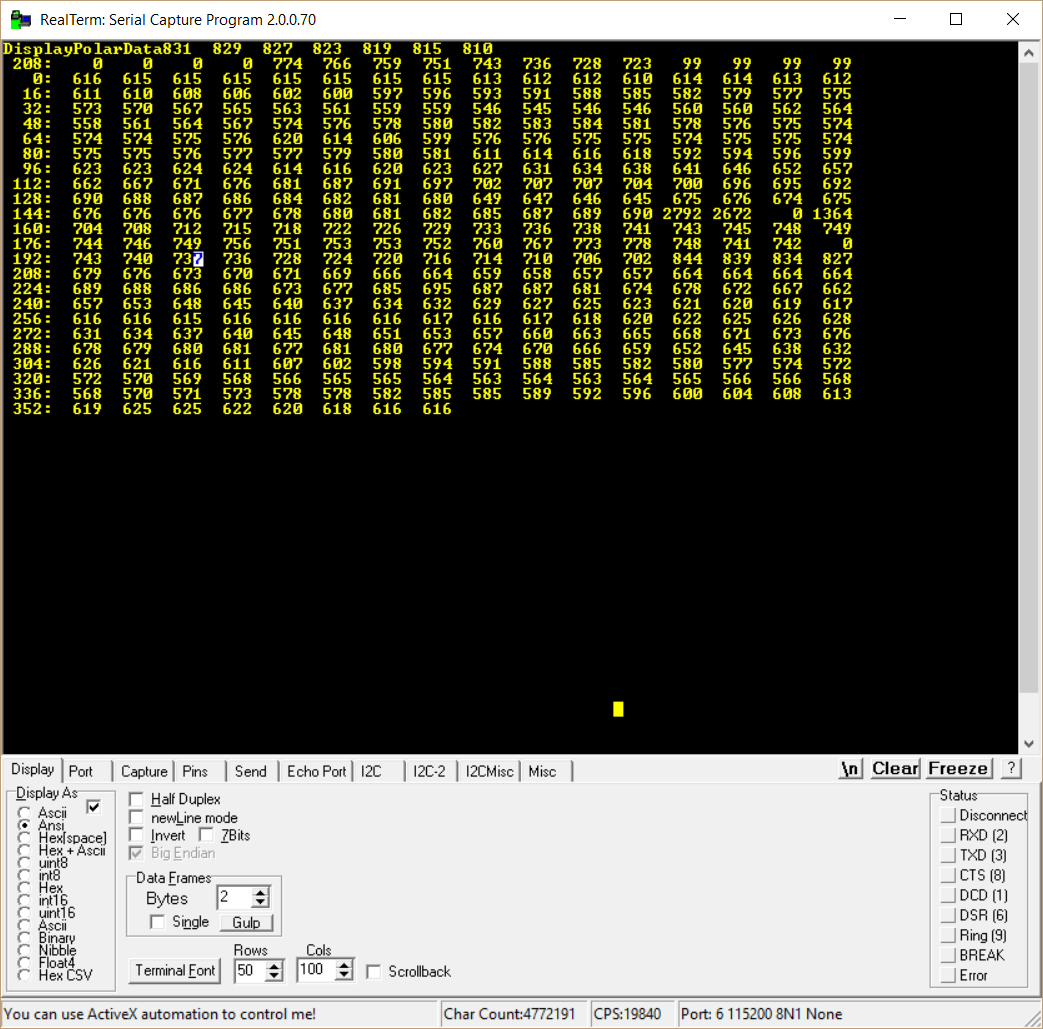 RealTerm: Serial Capture Program 2.0.0.70
DisplayPolarData831 829 827 823 819 815 810
208: 0 0 0 0 774 766 759 751 743 736 728 723 99 99 99 99
0: 616 615 615 615 615 615 615 615 613 612 612 610 614 614 613 612
16: 611 610 608 606 602 600 597 596 593 591 588 585 582 579 577 575
32: 573 570 567 565 563 561 559 559 546 545 546 546 560 560 562 564
48: 558 561 564 567 574 576 578 580 582 583 584 581 578 576 575 574
64: 574 574 575 576 620 614 606 599 576 576 575 575 574 575 575 574
80: 575 575 576 577 577 579 580 581 611 614 616 618 592 594 596 599
96: 623 623 624 624 614 616 620 623 627 631 634 638 641 646 652 657
112: 662 667 671 676 681 687 691 697 702 707 707 704 700 696 695 692
128: 690 688 687 686 684 682 681 680 649 647 646 645 675 676 674 675
144: 676 676 676 677 678 680 681 682 685 687 689 690 2792 2672 0 1364
160: 704 708 712 715 718 722 726 729 733 736 738 741 743 745 748 749
176: 744 746 749 756 751 753 753 752 760 767 773 778 748 741 742 0
192: 743 740 737 736 728 724 720 716 714 710 706 702 844 839 834 827
208: 679 676 673 670 671 669 666 664 659 658 657 657 664 664 664 664
224: 689 688 686 686 673 677 685 695 687 687 681 674 678 672 667 662
240: 657 653 648 645 640 637 634 632 629 627 625 623 621 620 619 617
256: 616 616 615 616 616 616 616 617 616 617 618 620 622 625 626 628
272: 631 634 637 640 645 648 651 653 657 660 663 665 668 671 673 676
288: 678 679 680 681 677 681 680 677 674 670 666 659 652 645 638 632
304: 626 621 616 611 607 602 598 594 591 588 585 582 580 577 574 572
320: 572 570 569 568 566 565 565 564 563 564 563 564 565 566 566 568
336: 568 570 571 573 578 578 582 585 585 589 592 596 600 604 608 613
352: 619 625 625 622 620 618 616 616
Display Port Capture Pins Send Echo Port I2C I2C-2 I2CMisc Misc \n Clear Freeze ?
Display As
Ascii
Ansi
Hex[space]
Hex + Ascii
uint8
int8
Hex
int16
uint16
Ascii
Binary
Nibble
Float4
Hex CSV
Half Duplex
newLine mode
Invert 7Bits
Big Endian
Data Frames
Bytes 2
Single Gulp
Rows Cols
Terminal Font 50 100 Scrollback
Status
Disconnect
RXD (2)
TXD (3)
CTS (8)
DCD (1)
DSR (6)
Ring (9)
BREAK
Error
You can use ActiveX automation to control me! Char Count:4772191 CPS:19840 Port: 6 115200 8N1 None